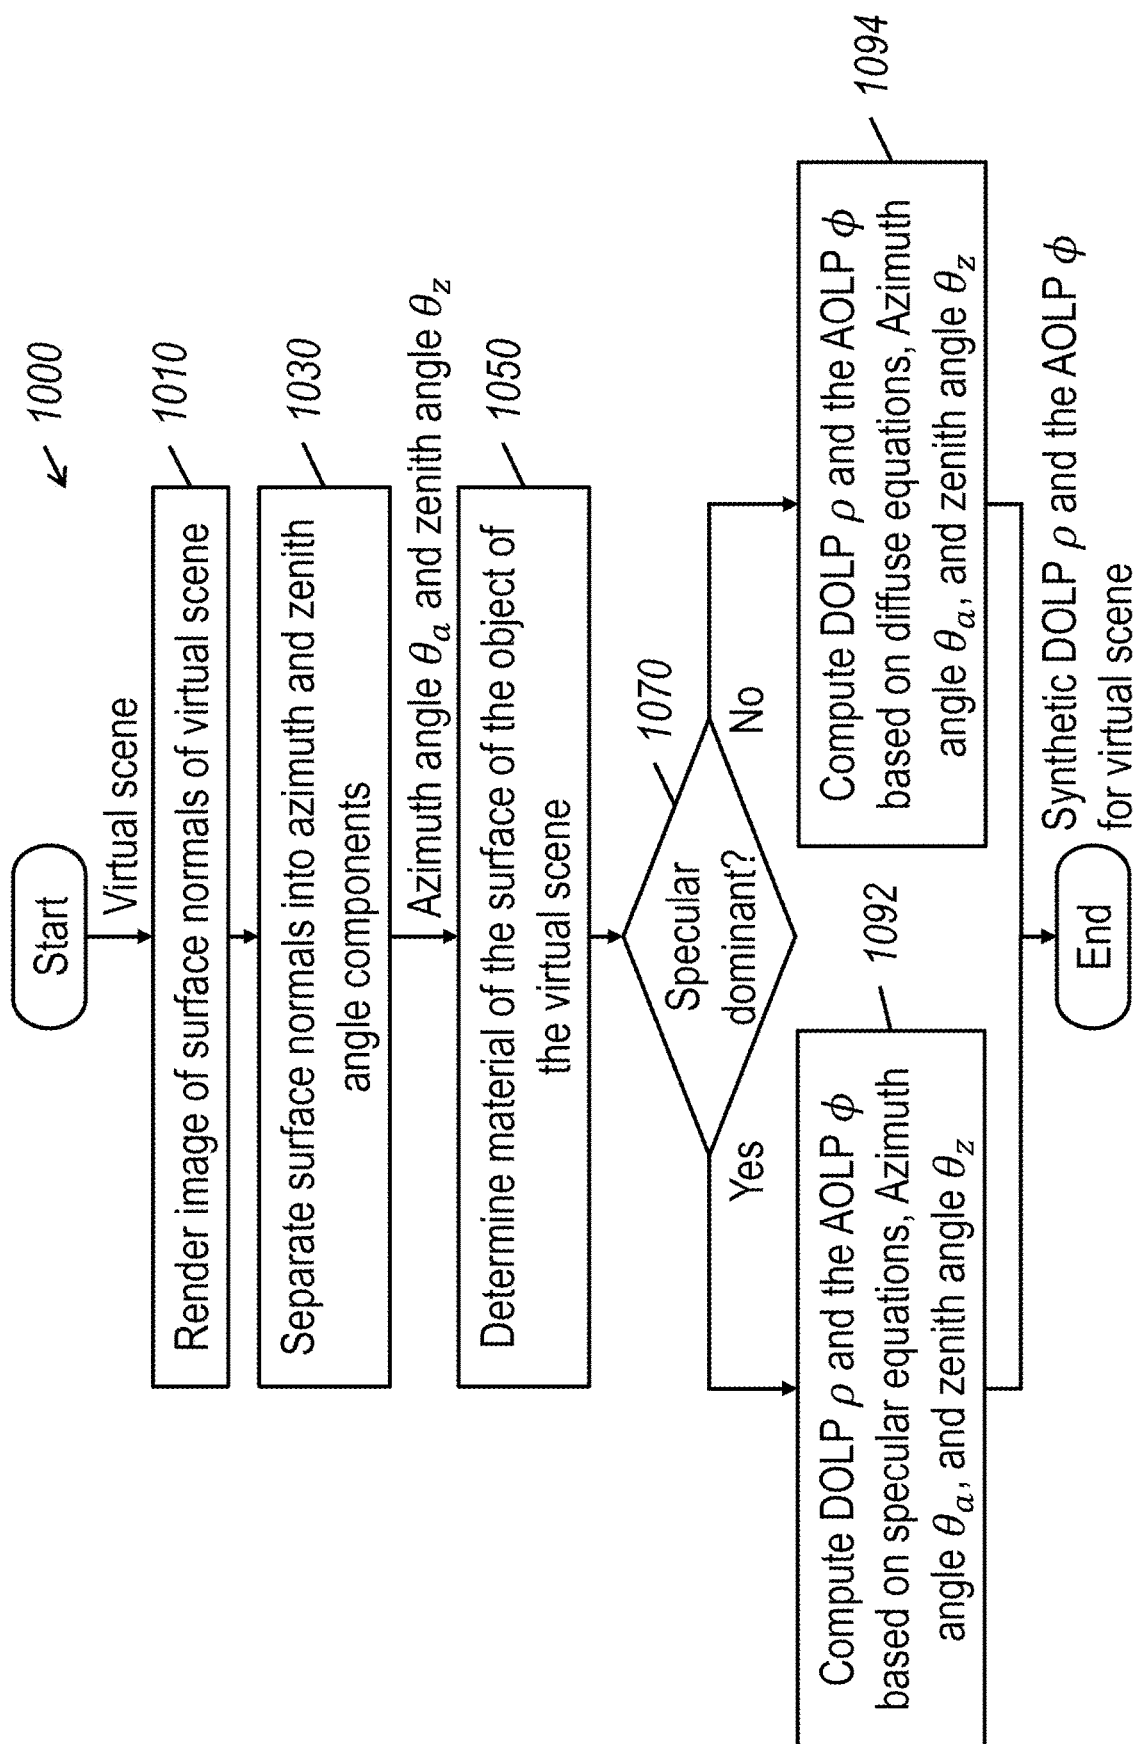 1000
Start
Virtual scene
1010
Render image of surface normals of virtual scene
1030
Separate surface normals into azimuth and zenith
angle components
Azimuth angle θₐ and zenith angle θ_z
1050
Determine material of the surface of the object of
the virtual scene
1070
Specular
dominant?
Yes
No
1092
Compute DOLP ρ and the AOLP ϕ
based on specular equations, Azimuth
angle θₐ, and zenith angle θ_z
1094
Compute DOLP ρ and the AOLP ϕ
based on diffuse equations, Azimuth
angle θₐ, and zenith angle θ_z
Synthetic DOLP ρ and the AOLP ϕ
for virtual scene
End